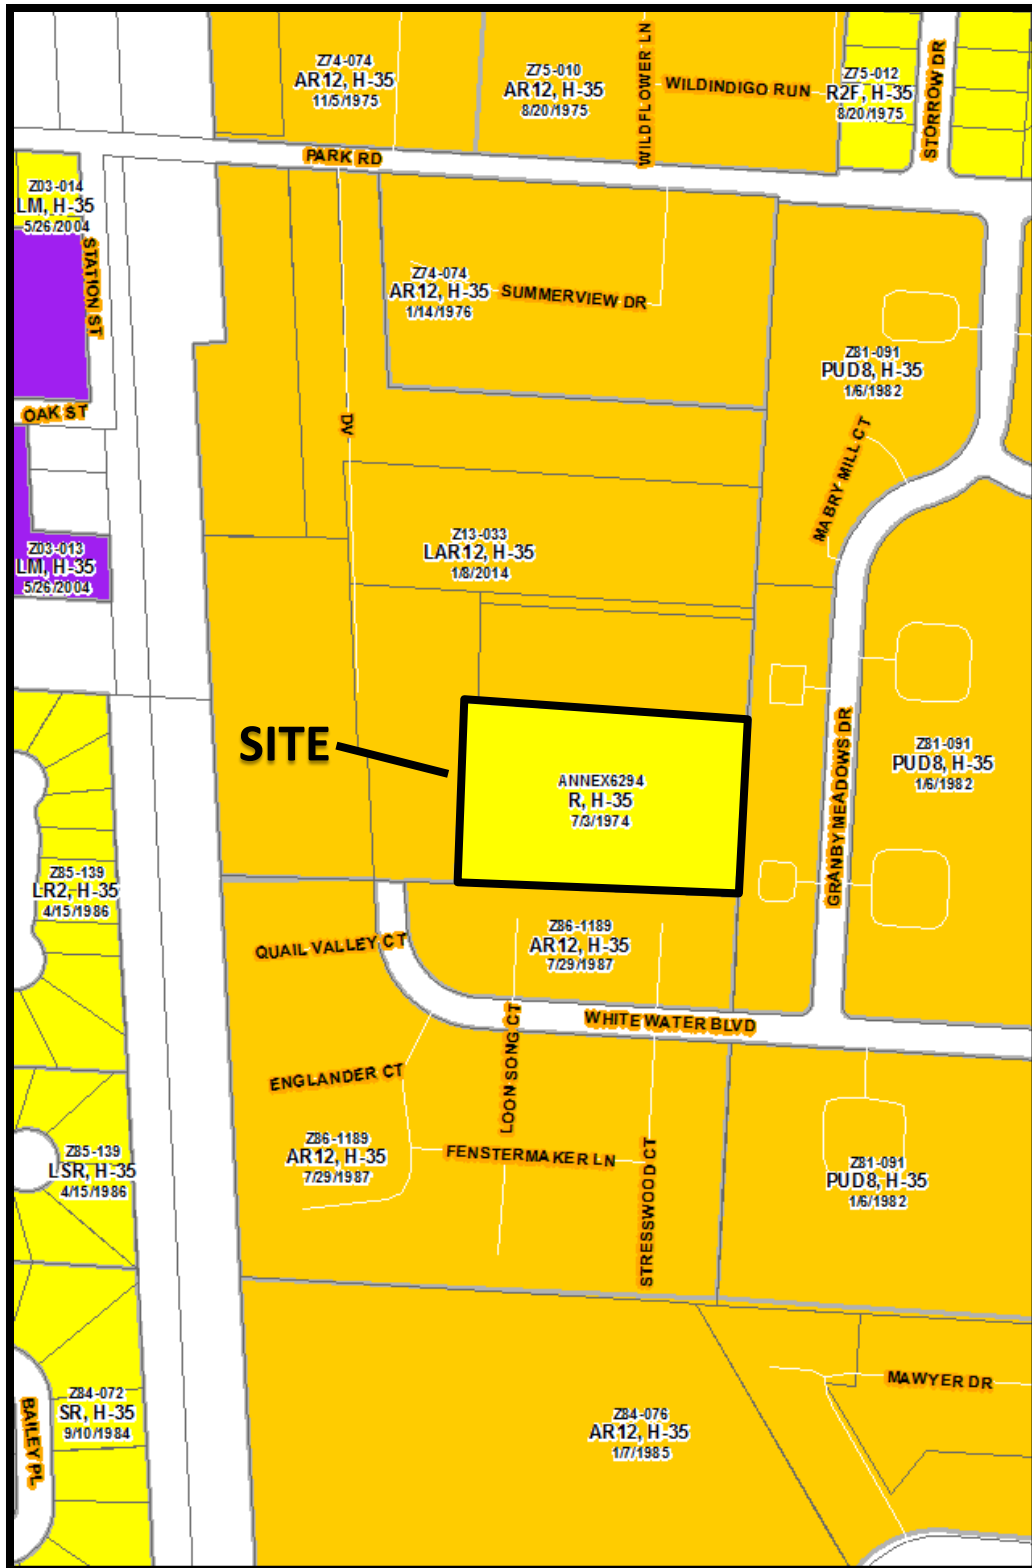 Z74-074
AR12, H-35
11/5/1975
Z75-010
AR12, H-35
8/20/1975
WILDFLOWER LN
WILDINDIGO RUN
Z75-012
R2F, H-35
8/20/1975
STORROW DR
PARK RD
Z03-014
LM, H-35
5/26/2004
STATION ST
Z74-074
AR12, H-35
1/14/1976
SUMMERVIEW DR
Z81-091
PUD8, H-35
1/6/1982
OAK ST
DV
MABRY MILL CT
Z03-013
LM, H-35
5/26/2004
Z13-033
LAR12, H-35
1/8/2014
SITE
ANNEX6294
R, H-35
7/3/1974
GRANBY MEADOWS DR
Z81-091
PUD8, H-35
1/6/1982
Z85-139
LR2, H-35
4/15/1986
QUAIL VALLEY CT
Z86-1189
AR12, H-35
7/29/1987
WHITE WATER BLVD
LOON SONG CT
ENGLANDER CT
Z85-139
LSR, H-35
4/15/1986
Z86-1189
AR12, H-35
7/29/1987
FENSTERMAKER LN
STRESSWOOD CT
Z81-091
PUD8, H-35
1/6/1982
Z84-072
SR, H-35
9/10/1984
BAILEY PL
Z84-076
AR12, H-35
1/7/1985
MAWYER DR